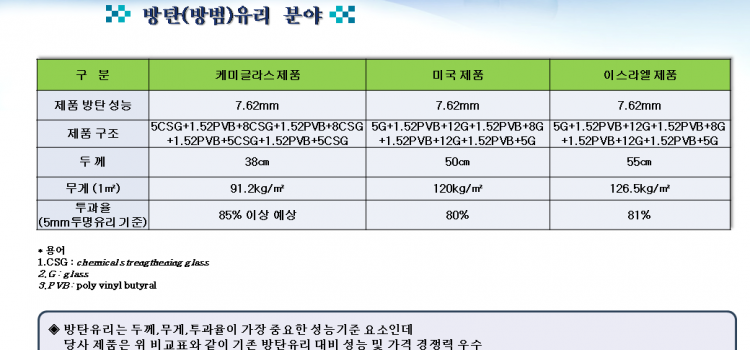 방탄(방범)유리 분야
구 분 케미글라스 제품 미국 제품 이스라엘 제품
제품 방탄 성능 7.62mm 7.62mm 7.62mm
제품 구조 5CSG+1.52PVB+8CSG+1.52PVB+8CSG 5G+1.52PVB+12G+1.52PVB+8G 5G+1.52PVB+12G+1.52PVB+8G
+1.52PVB+5CSG+1.52PVB+5CSG +1.52PVB+12G+1.52PVB+5G +1.52PVB+12G+1.52PVB+5G
두 께 38㎝ 50㎝ 55㎝
무게 (1㎡) 91.2kg/㎡ 120kg/㎡ 126.5kg/㎡
투과율
(5mm투명유리 기준) 85% 이상 예상 80% 81%
* 용어
1.CSG : chemical strengthening glass
2.G : glass
3.PVB : poly vinyl butyral
◈ 방탄유리는 두께,무게,투과율이 가장 중요한 성능기준 요소인데
당사 제품은 위 비교표와 같이 기존 방탄유리 대비 성능 및 가격 경쟁력 우수